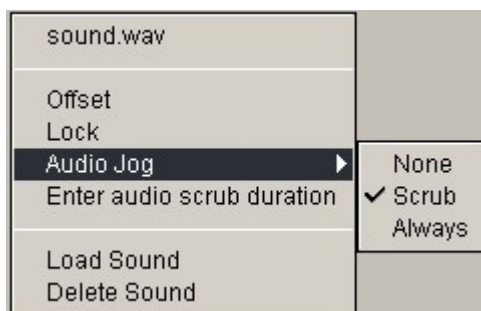 sound.wav
Offset
Lock
Audio Jog
Enter audio scrub duration
Load Sound
Delete Sound
None
Scrub
Always